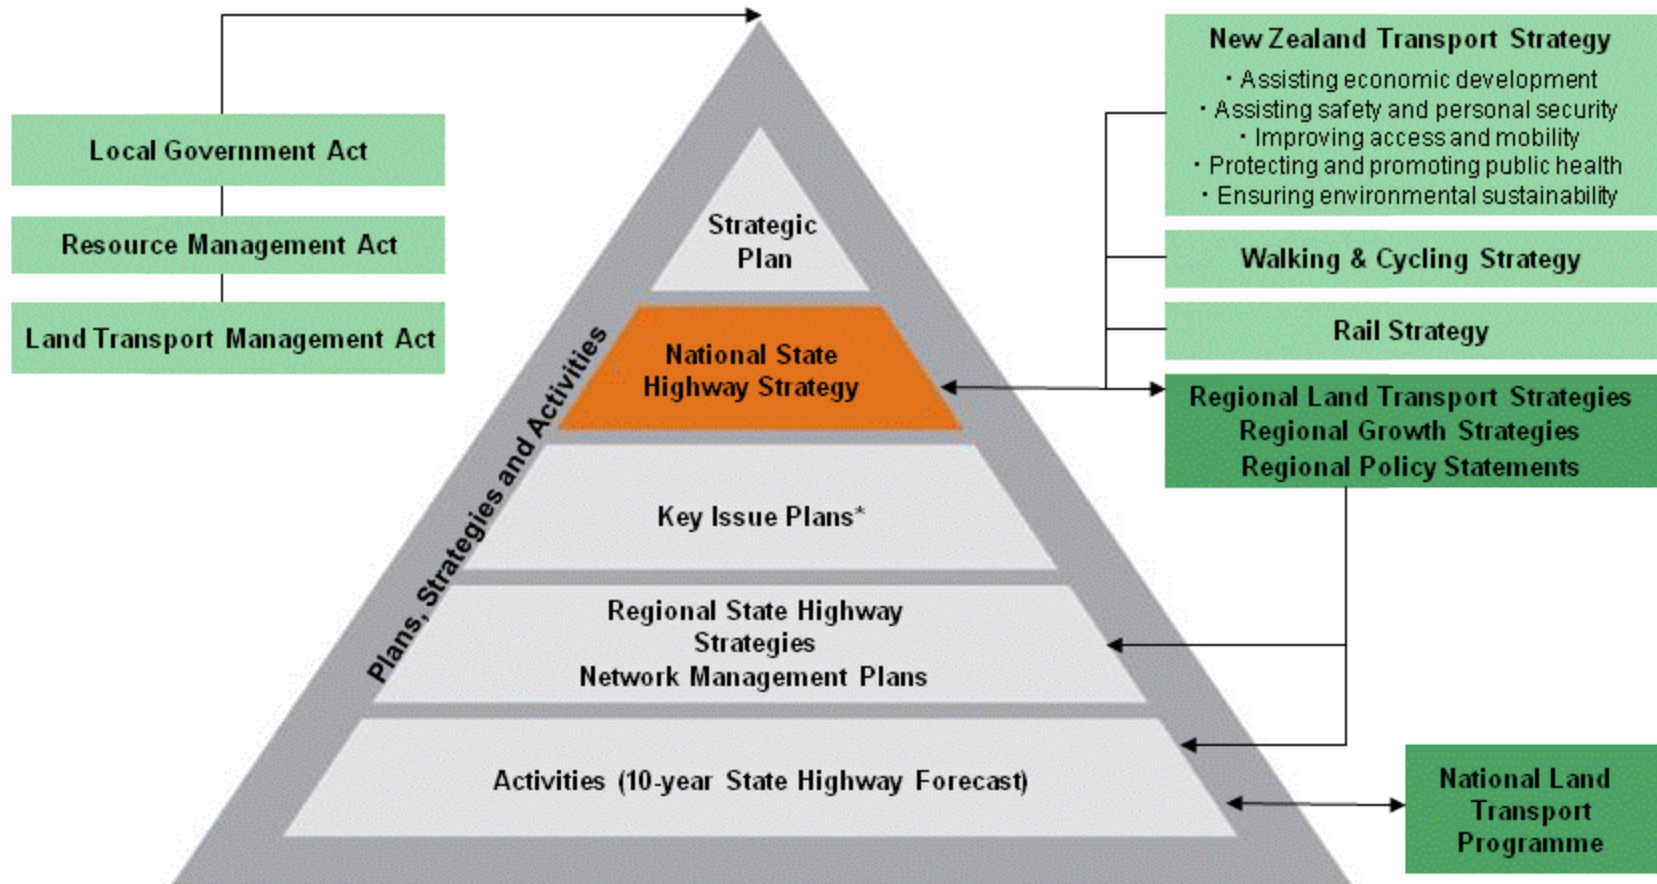 Local Government Act
Resource Management Act
Land Transport Management Act
Plans, Strategies and Activities
Strategic
Plan
National State
Highway Strategy
Key Issue Plans*
Regional State Highway
Strategies
Network Management Plans
Activities (10-year State Highway Forecast)
New Zealand Transport Strategy
· Assisting economic development
· Assisting safety and personal security
· Improving access and mobility
· Protecting and promoting public health
· Ensuring environmental sustainability
Walking & Cycling Strategy
Rail Strategy
Regional Land Transport Strategies
Regional Growth Strategies
Regional Policy Statements
National Land
Transport
Programme